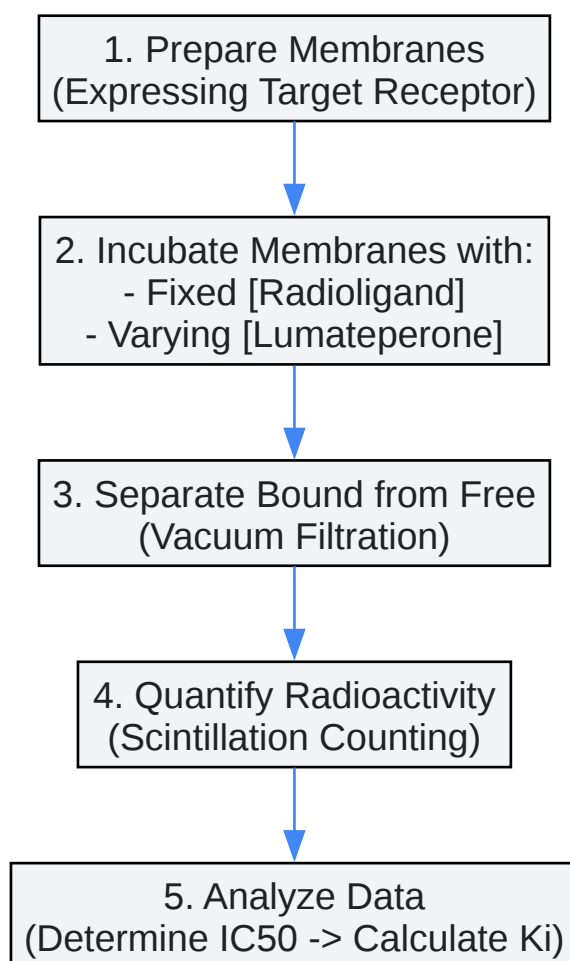 1. Prepare Membranes
(Expressing Target Receptor)
2. Incubate Membranes with:
- Fixed [Radioligand]
- Varying [Lumateperone]
3. Separate Bound from Free
(Vacuum Filtration)
4. Quantify Radioactivity
(Scintillation Counting)
5. Analyze Data
(Determine IC50 -> Calculate Ki)